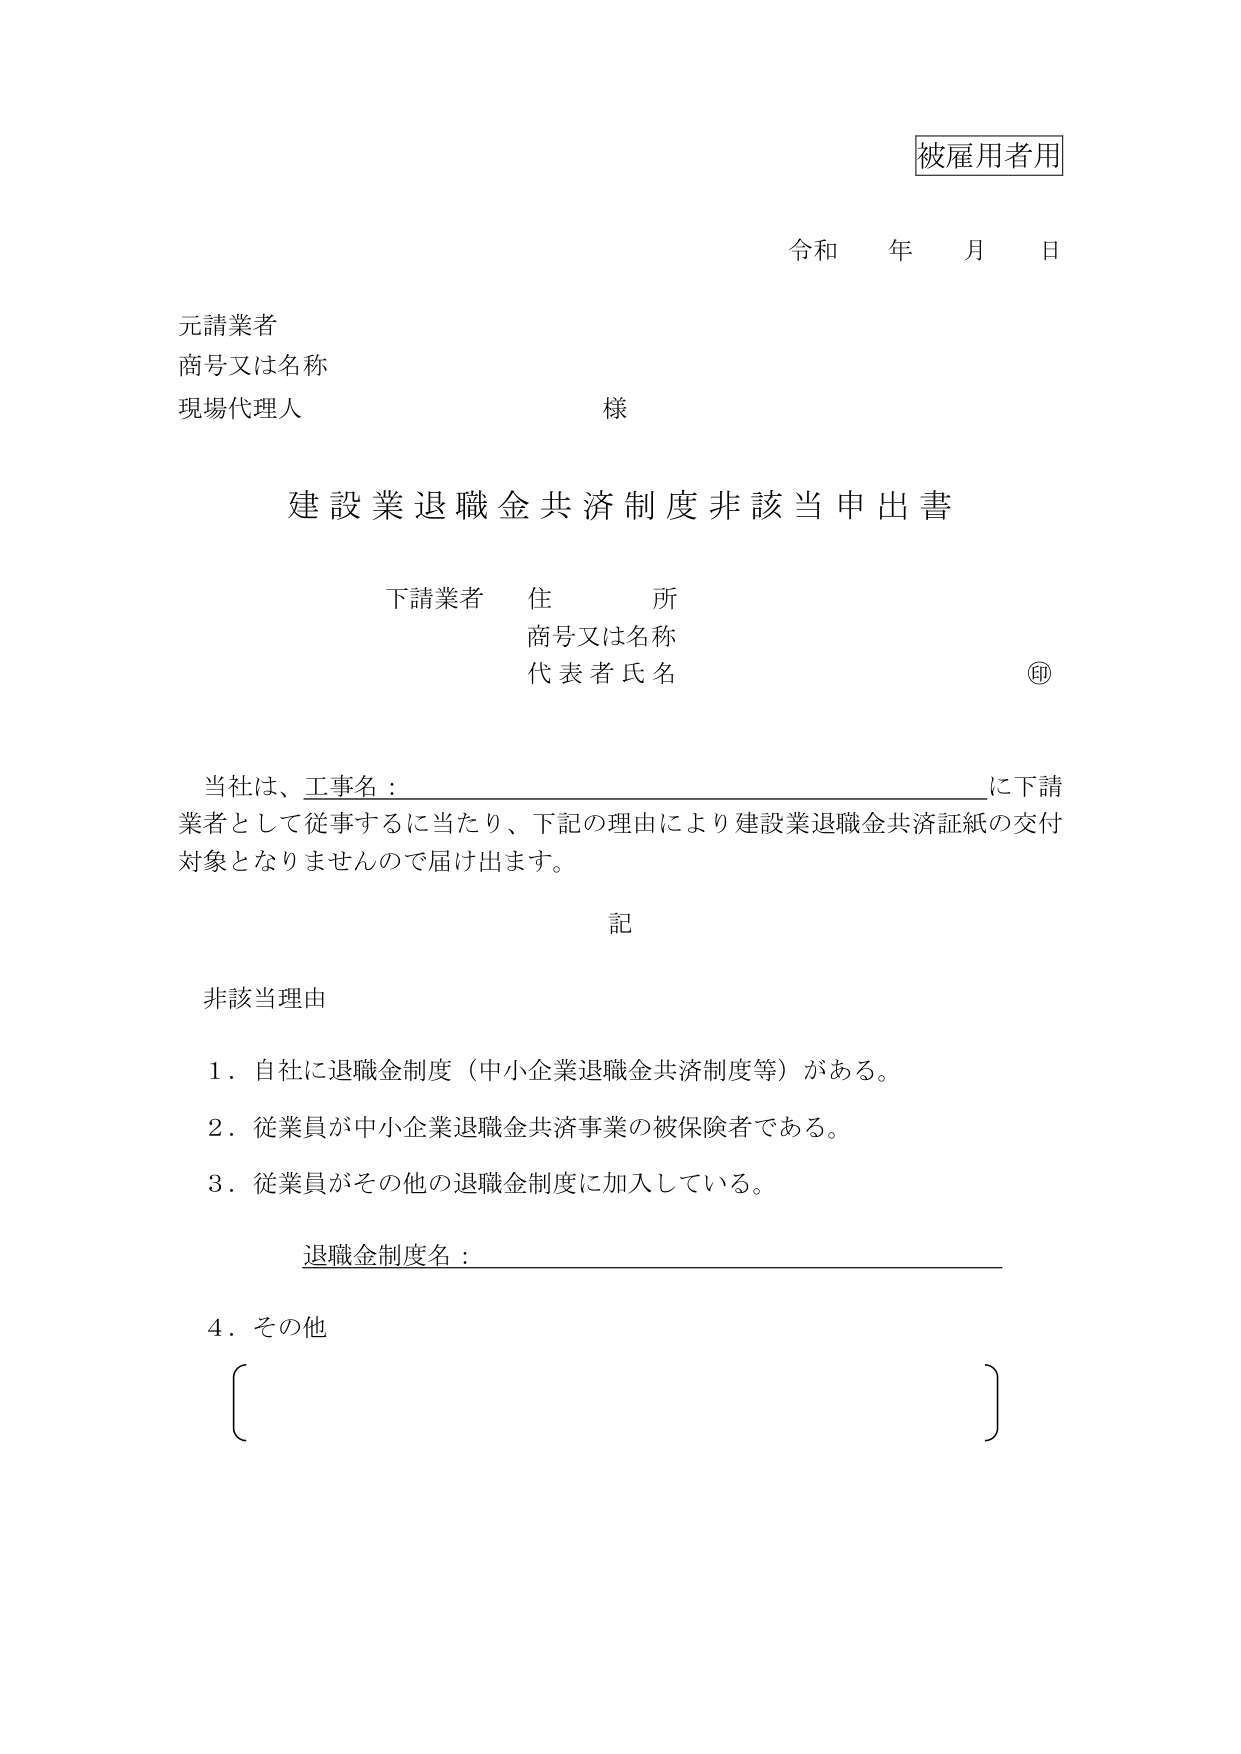 被雇用者用
令和　　年　　月　　日
元請業者
商号又は名称
現場代理人　　　　　　　　　　　　様
建設業退職金共済制度非該当申出書
下請業者　住　　　　所
商号又は名称
代表者氏名　　　　　　　　　　　　　　㊞
当社は、工事名：　　　　　　　　　　　　　　　　　　　　　　　に下請
業者として従事するに当たり、下記の理由により建設業退職金共済証紙の交付
対象となりませんので届け出ます。
記
非該当理由
１．自社に退職金制度（中小企業退職金共済制度等）がある。
２．従業員が中小企業退職金共済事業の被保険者である。
３．従業員がその他の退職金制度に加入している。
退職金制度名：
４．その他